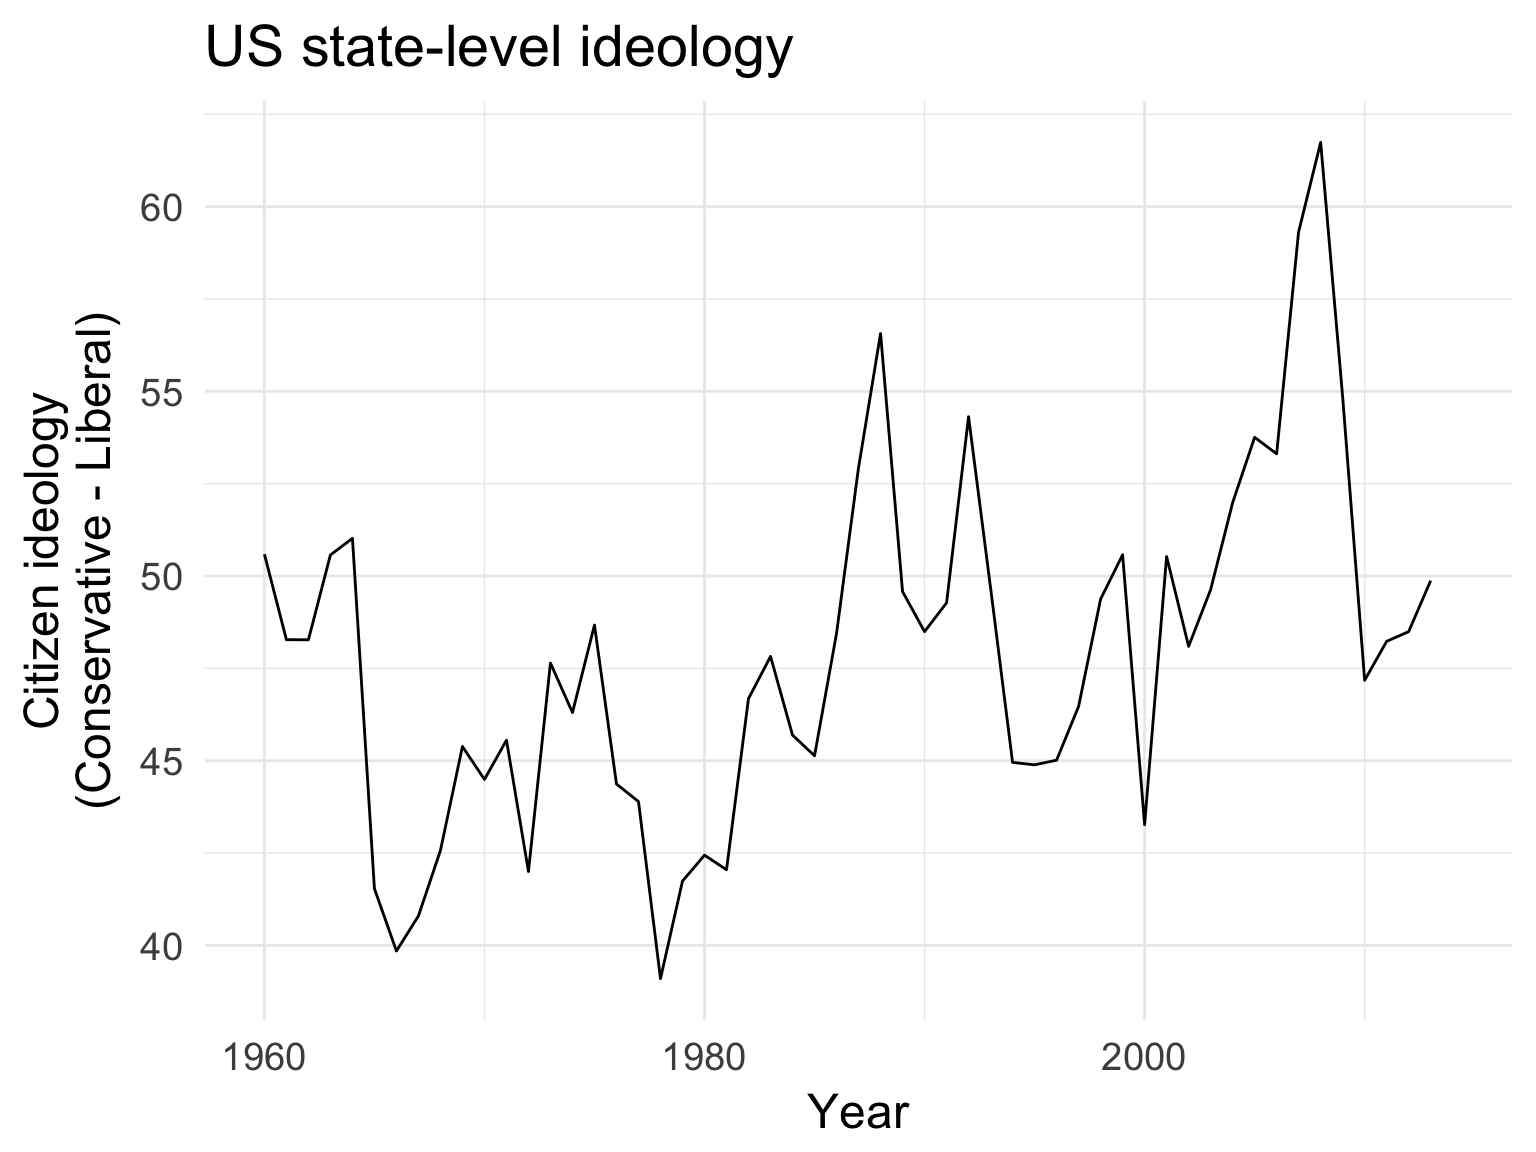 US state-level ideology
Citizen ideology
(Conservative - Liberal)
60
55
50
45
40
1960
1980
2000
Year